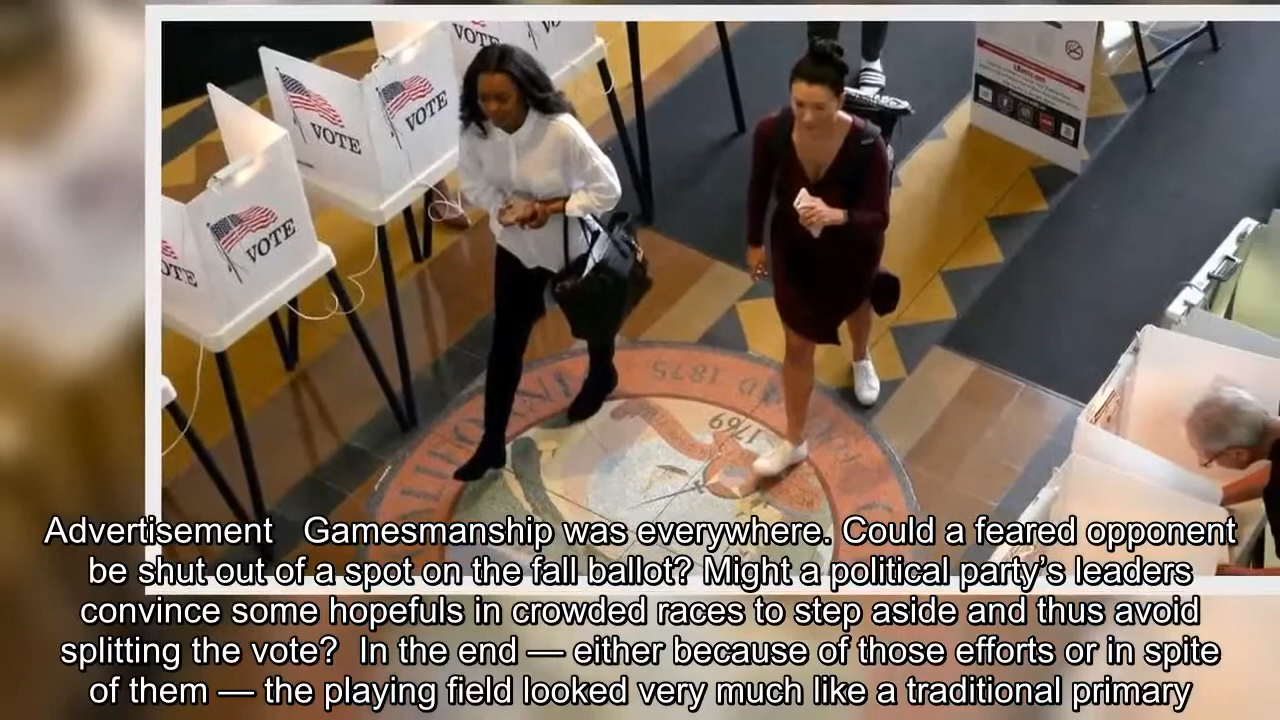 VOTE
VOTE
VOTE
VO
VOTE
OTE
1769
1875
Advertisement   Gamesmanship was everywhere. Could a feared opponent
be shut out of a spot on the fall ballot? Might a political party’s leaders
convince some hopefuls in crowded races to step aside and thus avoid
splitting the vote?  In the end — either because of those efforts or in spite
of them — the playing field looked very much like a traditional primary